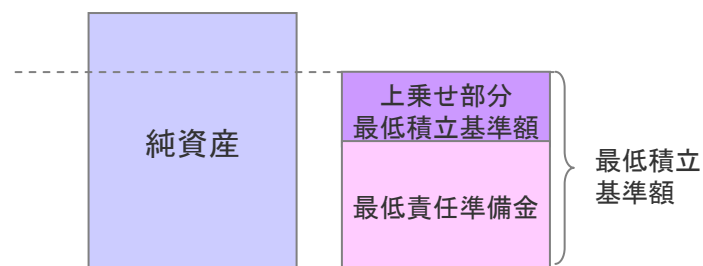 純資産
上乗せ部分
最低積立基準額
最低責任準備金
最低積立
基準額